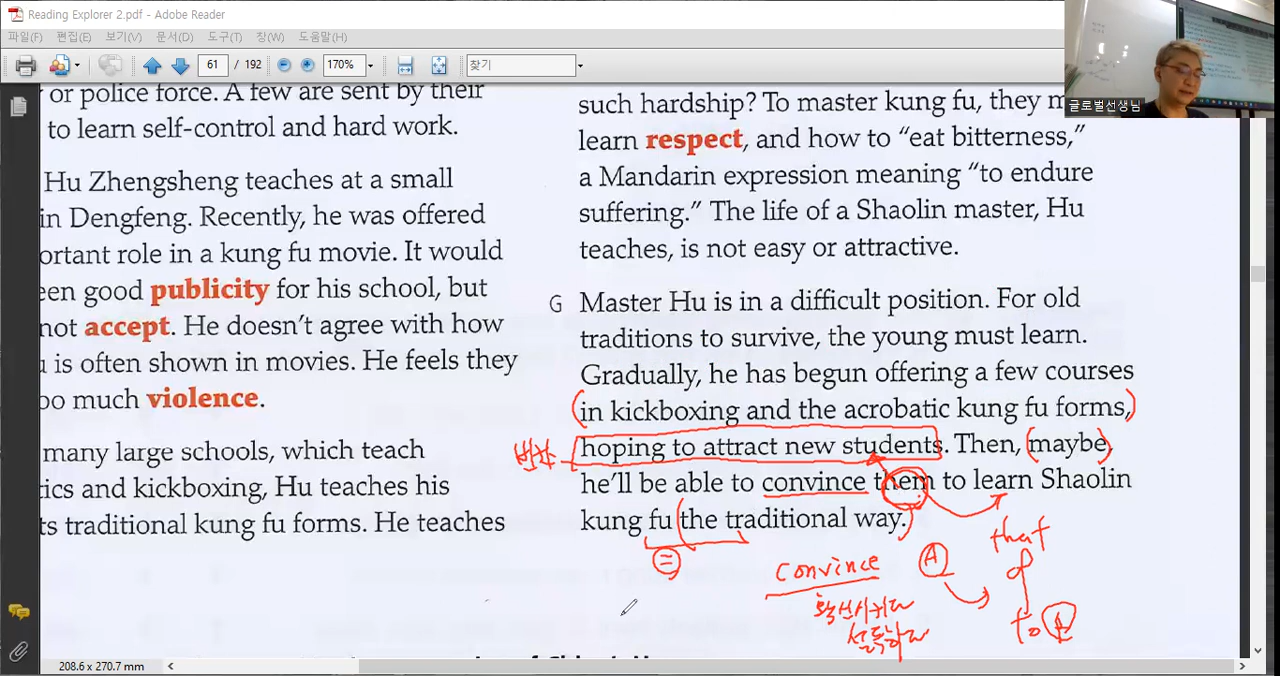 Reading Explorer 2.pdf - Adobe Reader
파일(F) 편집(E) 보기(V) 문서(D) 도구(T) 창(W) 도움말(H)
61 / 192 170% 찾기
글로벌선생님
or police force. A few are sent by their
to learn self-control and hard work.
Hu Zhengsheng teaches at a small
in Dengfeng. Recently, he was offered
ortant role in a kung fu movie. It would
een good publicity for his school, but
not accept. He doesn't agree with how
u is often shown in movies. He feels they
oo much violence.
many large schools, which teach
tics and kickboxing, Hu teaches his
ts traditional kung fu forms. He teaches
such hardship? To master kung fu, they m
learn respect, and how to “eat bitterness,”
a Mandarin expression meaning “to endure
suffering.” The life of a Shaolin master, Hu
teaches, is not easy or attractive.
G Master Hu is in a difficult position. For old
traditions to survive, the young must learn.
Gradually, he has begun offering a few courses
(in kickboxing and the acrobatic kung fu forms,)
hoping to attract new students. Then, (maybe)
he'll be able to convince them to learn Shaolin
kung fu (the traditional way.)
=
convince A that
of
to
확신시키다
설득하다
208.6 x 270.7 mm